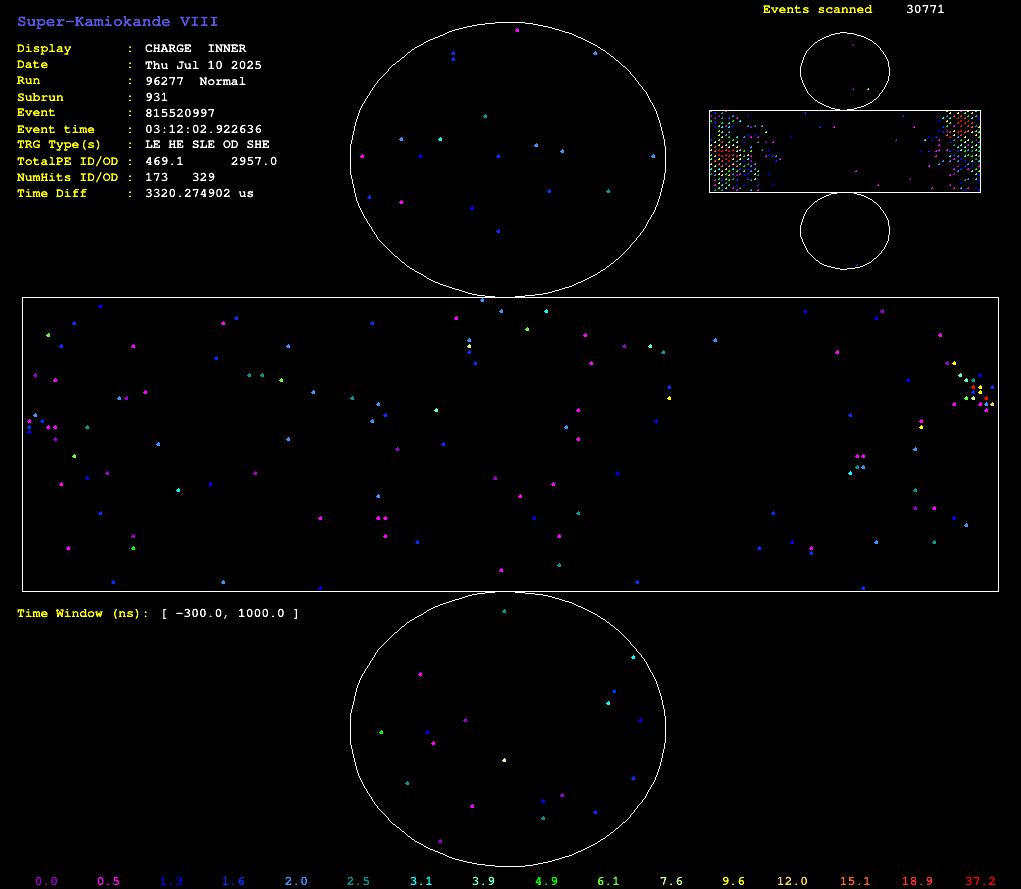 Super-Kamiokande VIII
Events scanned 30771
Display : CHARGE INNER
Date : Thu Jul 10 2025
Run : 96277 Normal
Subrun : 931
Event : 815520997
Event time : 03:12:02.922636
TRG Type(s) : LE HE SLE OD SHE
TotalPE ID/OD : 469.1 2957.0
NumHits ID/OD : 173 329
Time Diff : 3320.274902 us
Time Window (ns): [ -300.0, 1000.0 ]
0.0 0.5 1.3 1.6 2.0 2.5 3.1 3.9 4.9 6.1 7.6 9.6 12.0 15.1 18.9 37.2